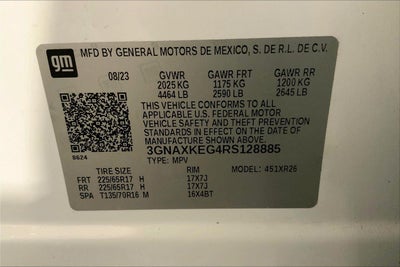 gm MFD BY GENERAL MOTORS DE MEXICO, S. DE R.L. DE C.V.
08/23 GVWR GAWR FRT GAWR RR
2025 KG 1175 KG 1200 KG
4464 LB 2590 LB 2645 LB
THIS VEHICLE CONFORMS TO ALL
APPLICABLE U.S. FEDERAL MOTOR
VEHICLE SAFETY AND THEFT PREVENTION
STANDARDS IN EFFECT ON THE DATE OF
MANUFACTURE SHOWN ABOVE.
3GNAXKEG4RS128885
8624 TYPE: MPV MODEL: 451XR26
TIRE SIZE RIM
FRT 225/65R17 H 17X7J
RR 225/65R17 H 17X7J
SPA T135/70R16 M 16X4BT